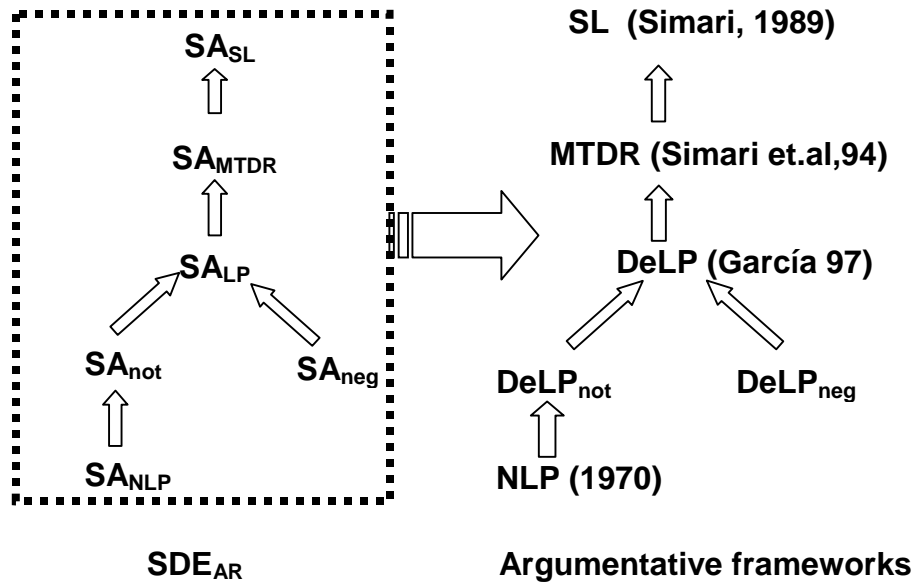 SA_SL
SA_MTDR
SA_LP
SA_not SA_neg
SA_NLP
SDE_AR
SL (Simari, 1989)
MTDR (Simari et.al,94)
DeLP (García 97)
DeLP_not DeLP_neg
NLP (1970)
Argumentative frameworks